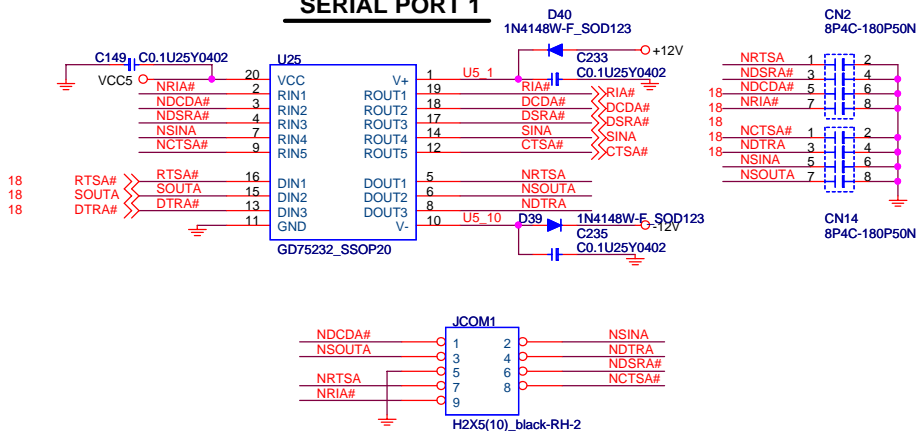 SERIAL PORT 1
D40
1N4148W-F_SOD123
+12V
C149
C0.1U25Y0402
VCC5
U25
C233
C0.1U25Y0402
20 VCC V+ 1 U5_1
NRIA# 2 RIN1 ROUT1 19 RIA# RIA#
NDCDA# 3 RIN2 ROUT2 18 DCDA# DCDA#
NDSRA# 4 RIN3 ROUT3 17 DSRA# DSRA#
NSINA 7 RIN4 ROUT4 14 SINA SINA
NCTSA# 9 RIN5 ROUT5 12 CTSA# CTSA#
18 RTSA# RTSA# 16 DIN1 DOUT1 5 NRTSA
18 SOUTA SOUTA 15 DIN2 DOUT2 6 NSOUTA
18 DTRA# DTRA# 13 DIN3 DOUT3 8 NDTRA
11 GND V- 10 U5_10
GD75232_SSOP20
D39
1N4148W-F_SOD123
-12V
C235
C0.1U25Y0402
CN2
8P4C-180P50N
NRTSA 1 2
NDSRA# 3 4
18 NDCDA# 5 6
18 NRIA# 7 8
18
18 NCTSA# 1 2
18 NDTRA 3 4
NSINA 5 6
NSOUTA 7 8
CN14
8P4C-180P50N
JCOM1
NDCDA# 1 2 NSINA
NSOUTA 3 4 NDTRA
5 6 NDSRA#
NRTSA 7 8 NCTSA#
NRIA# 9
H2X5(10)_black-RH-2